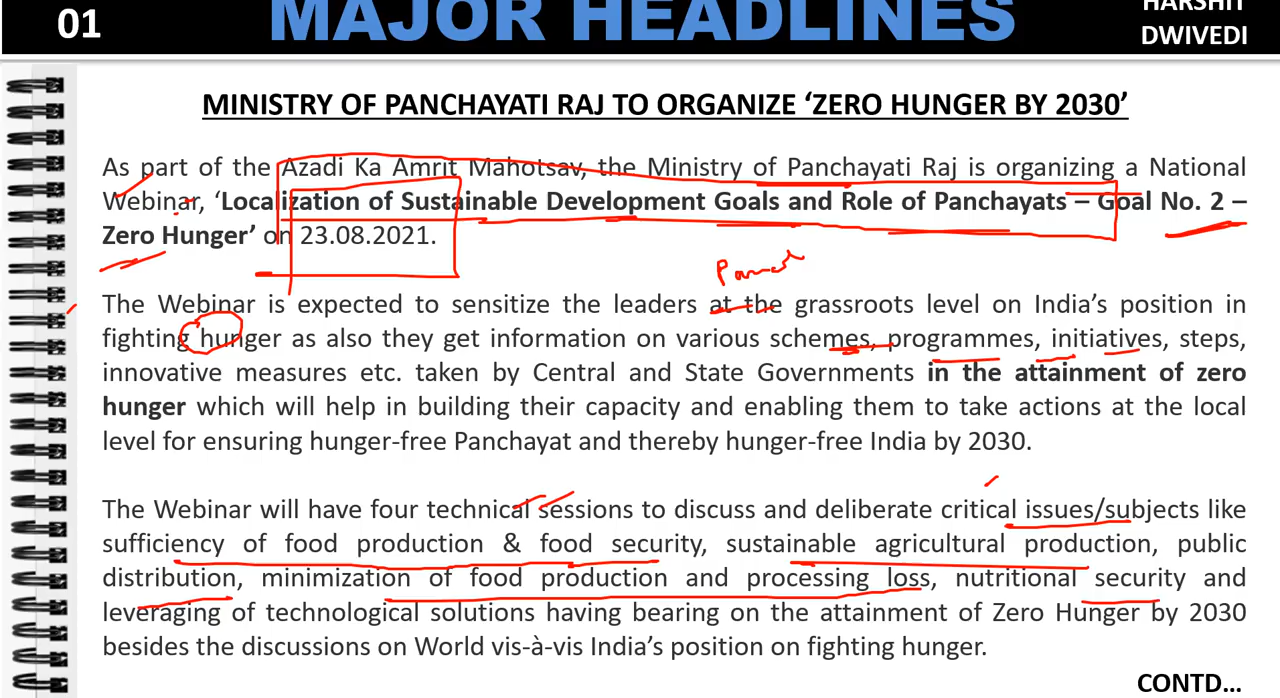 01
MAJOR HEADLINES
HARSHIT
DWIVEDI
MINISTRY OF PANCHAYATI RAJ TO ORGANIZE ‘ZERO HUNGER BY 2030’
As part of the Azadi Ka Amrit Mahotsav, the Ministry of Panchayati Raj is organizing a National
Webinar, ‘Localization of Sustainable Development Goals and Role of Panchayats – Goal No. 2 –
Zero Hunger’ on 23.08.2021.
The Webinar is expected to sensitize the leaders at the grassroots level on India’s position in
fighting hunger as also they get information on various schemes, programmes, initiatives, steps,
innovative measures etc. taken by Central and State Governments in the attainment of zero
hunger which will help in building their capacity and enabling them to take actions at the local
level for ensuring hunger-free Panchayat and thereby hunger-free India by 2030.
The Webinar will have four technical sessions to discuss and deliberate critical issues/subjects like
sufficiency of food production & food security, sustainable agricultural production, public
distribution, minimization of food production and processing loss, nutritional security and
leveraging of technological solutions having bearing on the attainment of Zero Hunger by 2030
besides the discussions on World vis-à-vis India’s position on fighting hunger.
CONTD...